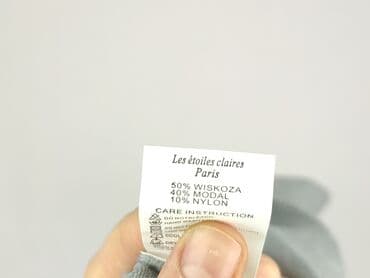 Les étoiles claires
Paris
50% WISKOZA
40% MODAL
10% NYLON
CARE INSTRUCTION